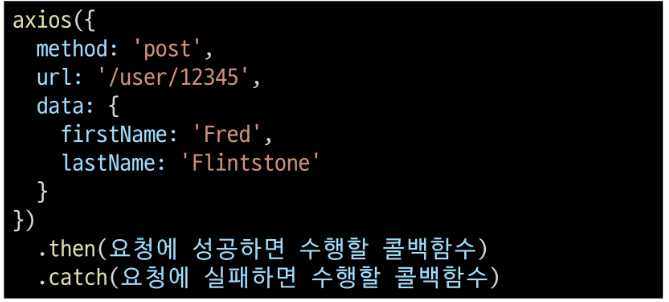 axios({
  method: 'post',
  url: '/user/12345',
  data: {
    firstName: 'Fred',
    lastName: 'Flintstone'
  }
})
  .then(요청에 성공하면 수행할 콜백함수)
  .catch(요청에 실패하면 수행할 콜백함수)